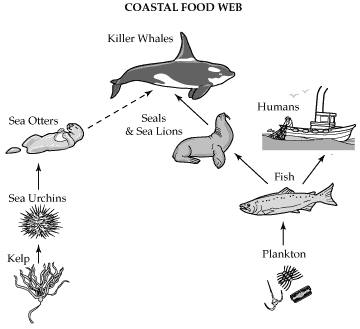 COASTAL FOOD WEB
Killer Whales
Sea Otters
Seals
& Sea Lions
Humans
Fish
Sea Urchins
Kelp
Plankton